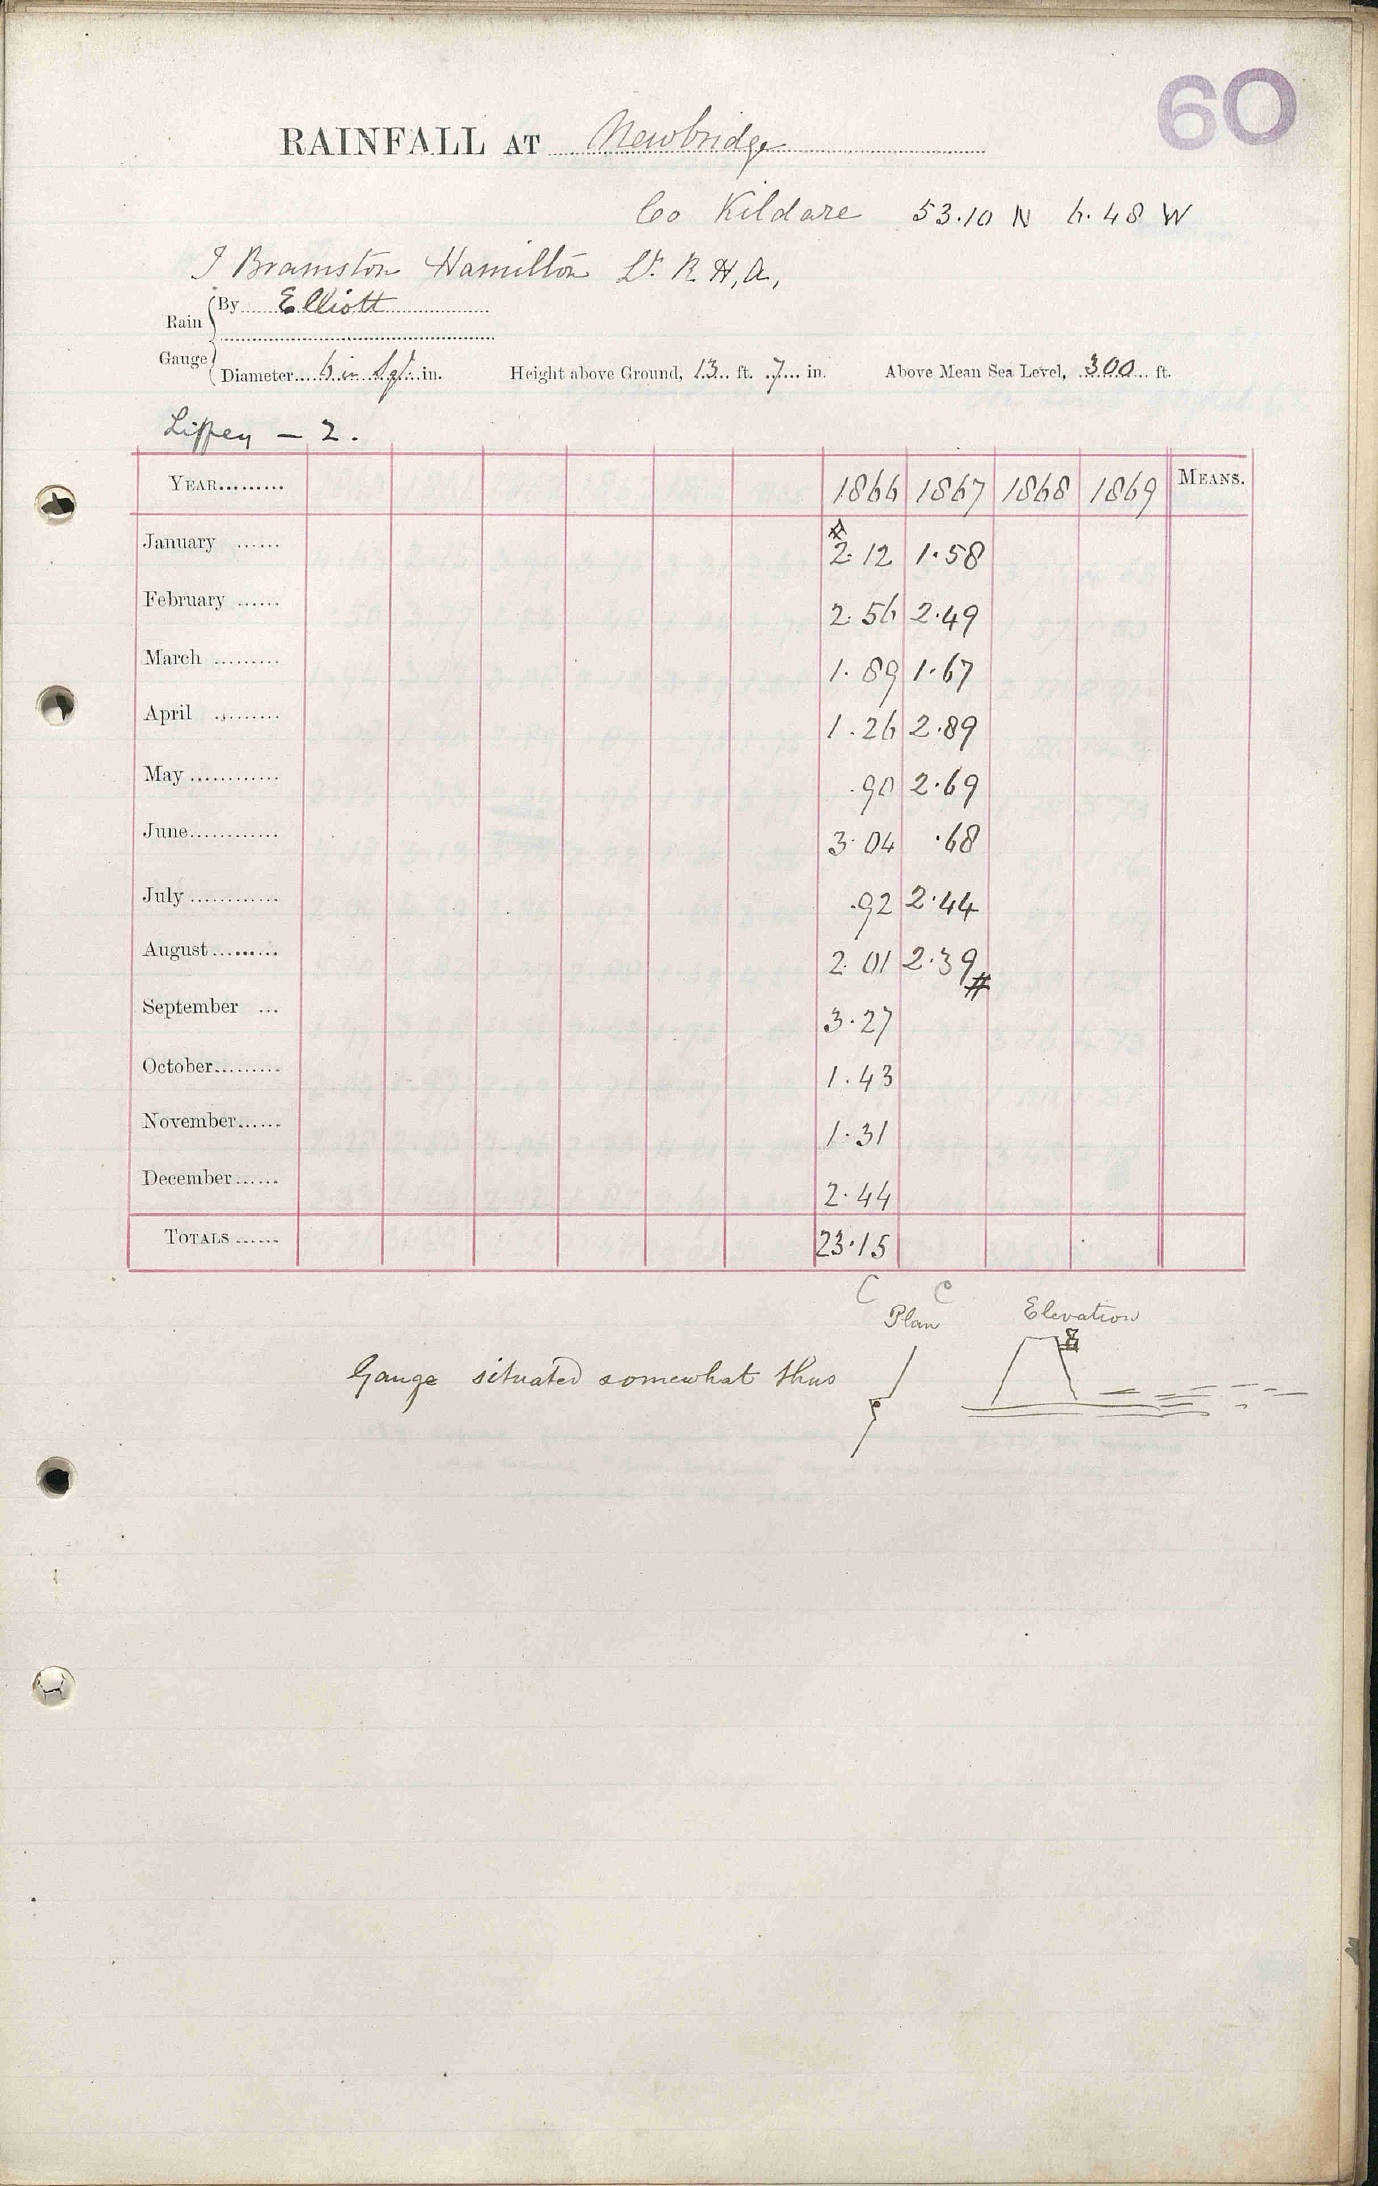 60
RAINFALL AT Newbridge
Co Kildare 53.10 N 6.48 W
J Bramston Hamilton Lt. R.H.A.,
Rain Gauge
By Elliott
Diameter 6 in Sqr. in. Height above Ground, 13 ft. 7 in. Above Mean Sea Level, 300 ft.
Liffey — 2.
YEAR 1866 1867 1868 1869 MEANS.
January # 2.12 1.58
February 2.56 2.49
March 1.89 1.67
April 1.26 2.89
May .90 2.69
June 3.04 .68
July .92 2.44
August 2.01 2.39 #
September 3.27
October 1.43
November 1.31
December 2.44
TOTALS 23.15
C C
Plan Elevation
Gauge situated somewhat thus